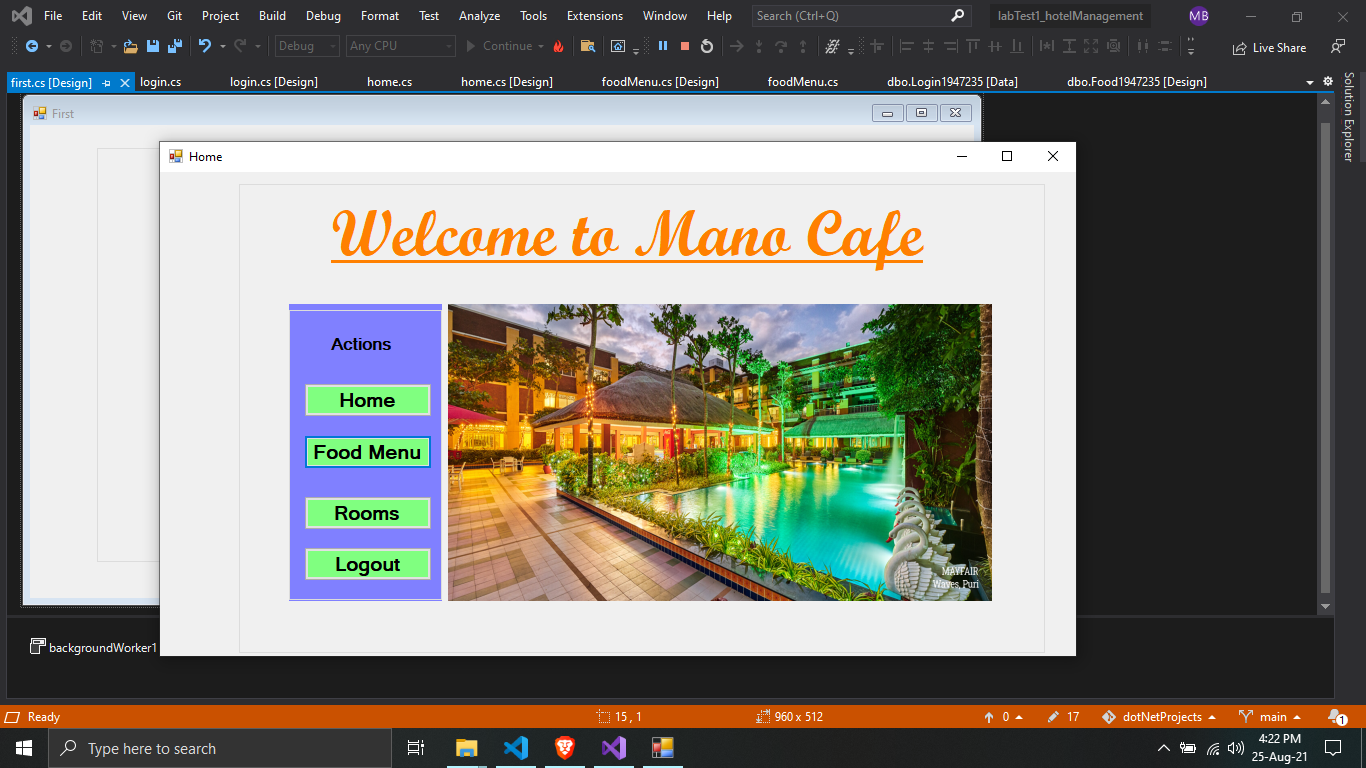 File Edit View Git Project Build Debug Format Test Analyze Tools Extensions Window Help Search (Ctrl+Q) labTest1_hotelManagement MB
Debug Any CPU Continue Live Share
first.cs [Design] login.cs login.cs [Design] home.cs home.cs [Design] foodMenu.cs [Design] foodMenu.cs dbo.Login1947235 [Data] dbo.Food1947235 [Design]
Solution Explorer
First
Home
Welcome to Mano Cafe
Actions
Home
Food Menu
Rooms
Logout
MAYFAIR
Waves, Puri
backgroundWorker1
Ready 15 , 1 960 x 512 0 17 dotNetProjects main 1
Type here to search
4:22 PM
25-Aug-21